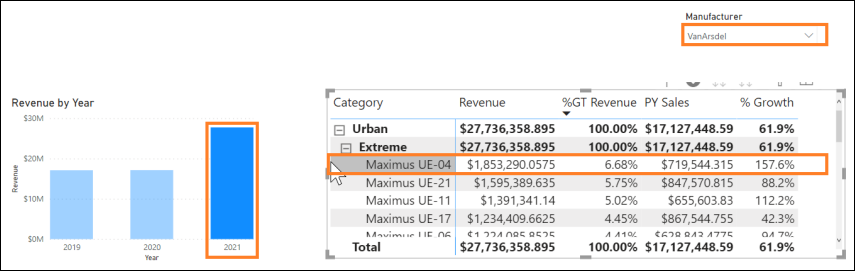 Manufacturer
VanArsdel
Revenue by Year
$30M
$20M
$10M
$0M
Revenue
2019 2020 2021
Year
Category Revenue %GT Revenue PY Sales % Growth
Urban $27,736,358.895 100.00% $17,127,448.59 61.9%
Extreme $27,736,358.895 100.00% $17,127,448.59 61.9%
Maximus UE-04 $1,853,290.0575 6.68% $719,544.315 157.6%
Maximus UE-21 $1,595,389.635 5.75% $847,570.815 88.2%
Maximus UE-11 $1,391,341.14 5.02% $655,603.83 112.2%
Maximus UE-17 $1,234,409.6625 4.45% $867,544.755 42.3%
Maximus UE-06 $1,224,085.8525 4.41% $628,843.4775 94.7%
Total $27,736,358.895 100.00% $17,127,448.59 61.9%